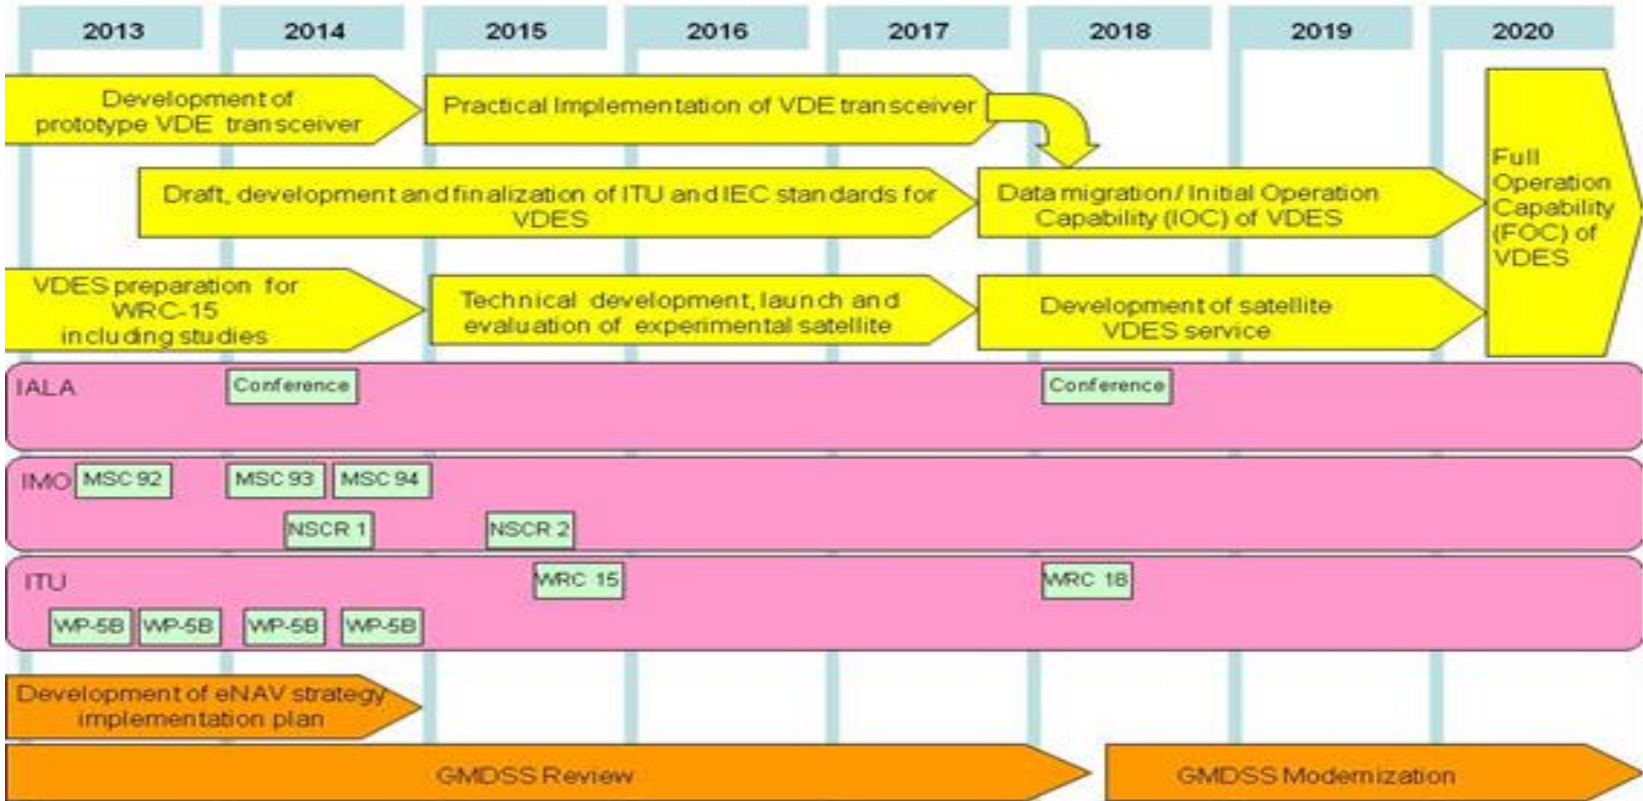 2013 2014 2015 2016 2017 2018 2019 2020
Development of
prototype VDE transceiver
Practical Implementation of VDE transceiver
Draft, development and finalization of ITU and IEC standards for
VDES
Data migration/ Initial Operation
Capability (IOC) of VDES
Full
Operation
Capability
(FOC) of
VDES
VDES preparation for
WRC-15
including studies
Technical development, launch and
evaluation of experimental satellite
Development of satellite
VDES service
IALA
Conference
Conference
IMO
MSC 92
MSC 93
MSC 94
NSCR 1
NSCR 2
ITU
WRC 15
WRC 18
WP-5B
WP-5B
WP-5B
WP-5B
Development of eNAV strategy
implementation plan
GMDSS Review
GMDSS Modernization